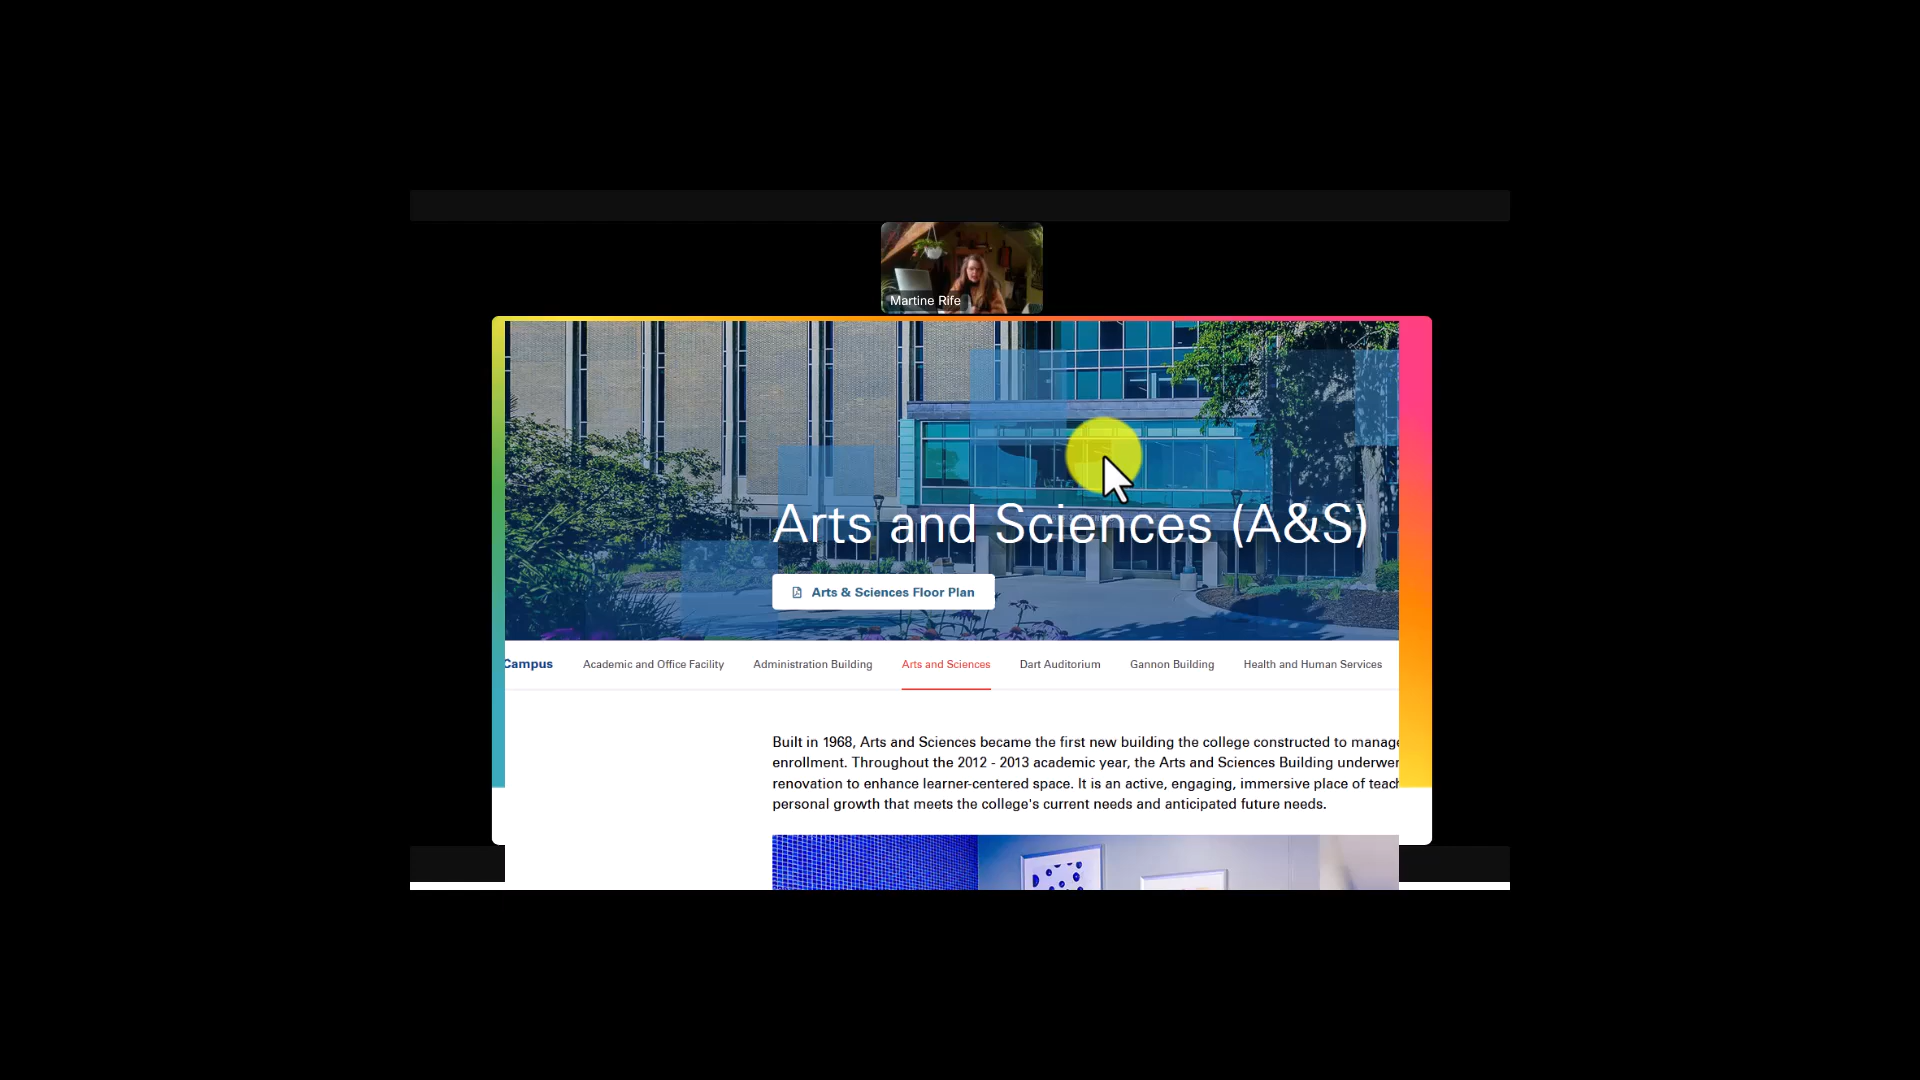 Martine Rife
Arts and Sciences (A&S)
Arts & Sciences Floor Plan
Campus Academic and Office Facility Administration Building Arts and Sciences Dart Auditorium Gannon Building Health and Human Services
Built in 1968, Arts and Sciences became the first new building the college constructed to manage
enrollment. Throughout the 2012 - 2013 academic year, the Arts and Sciences Building
renovation to enhance learner-centered space. It is an active, engaging, immersive place of
personal growth that meets the college's current needs and anticipated future needs.